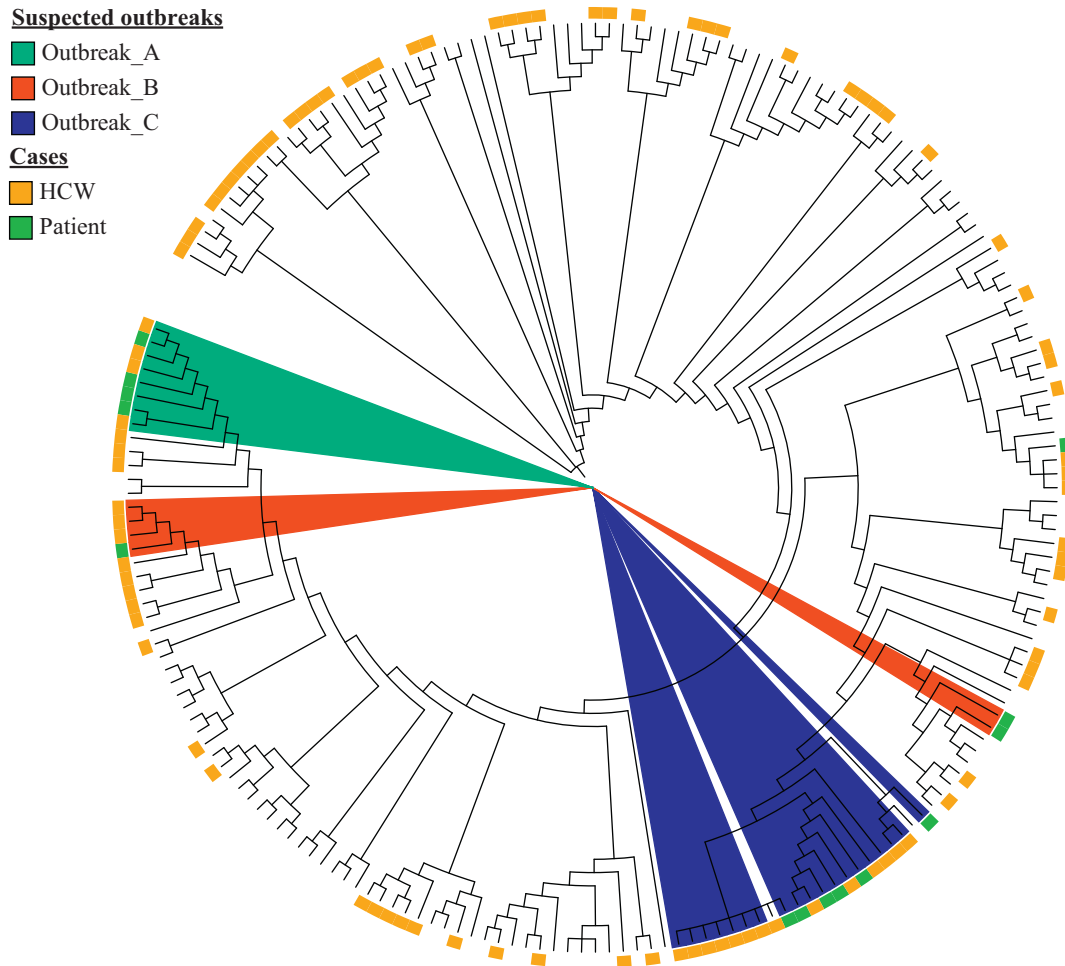 Suspected outbreaks
Outbreak_A
Outbreak_B
Outbreak_C
Cases
HCW
Patient